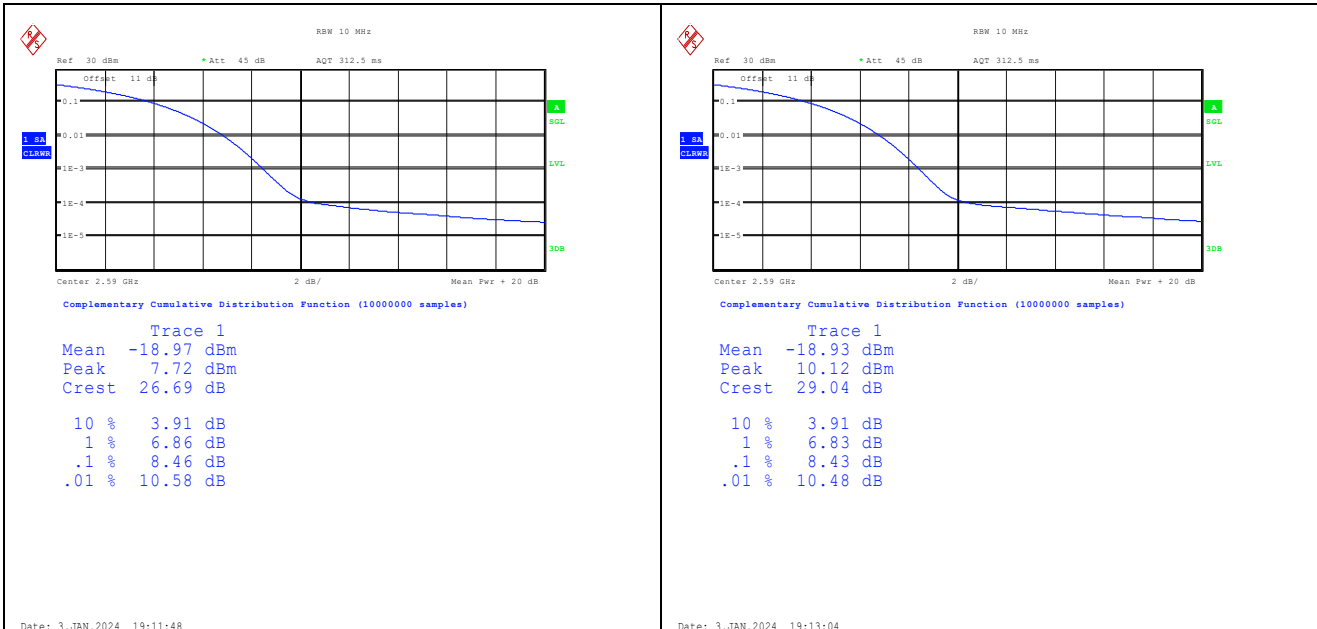 R S
RBW 10 MHz
Ref 30 dBm * Att 45 dB AQT 312.5 ms
Offset 11 dB
0.1
0.01
1E-3
1E-4
1E-5
1 SA
CLRWR
A
SGL
LVL
3DB
Center 2.59 GHz 2 dB/ Mean Pwr + 20 dB
Complementary Cumulative Distribution Function (10000000 samples)
Trace 1
Mean -18.97 dBm
Peak 7.72 dBm
Crest 26.69 dB
10 % 3.91 dB
1 % 6.86 dB
.1 % 8.46 dB
.01 % 10.58 dB
Date: 3.JAN.2024 19:11:48
R S
RBW 10 MHz
Ref 30 dBm * Att 45 dB AQT 312.5 ms
Offset 11 dB
0.1
0.01
1E-3
1E-4
1E-5
1 SA
CLRWR
A
SGL
LVL
3DB
Center 2.59 GHz 2 dB/ Mean Pwr + 20 dB
Complementary Cumulative Distribution Function (10000000 samples)
Trace 1
Mean -18.93 dBm
Peak 10.12 dBm
Crest 29.04 dB
10 % 3.91 dB
1 % 6.83 dB
.1 % 8.43 dB
.01 % 10.48 dB
Date: 3.JAN.2024 19:13:04